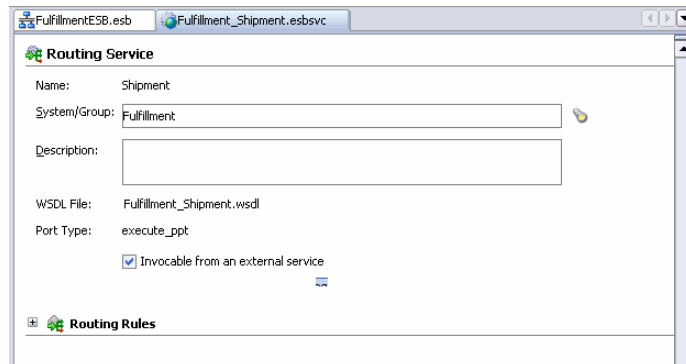 FulfillmentESB.esb Fulfillment_Shipment.esbsvc
Routing Service
Name: Shipment
System/Group: Fulfillment
Description:
WSDL File: Fulfillment_Shipment.wsdl
Port Type: execute_ppt
Invocable from an external service
Routing Rules